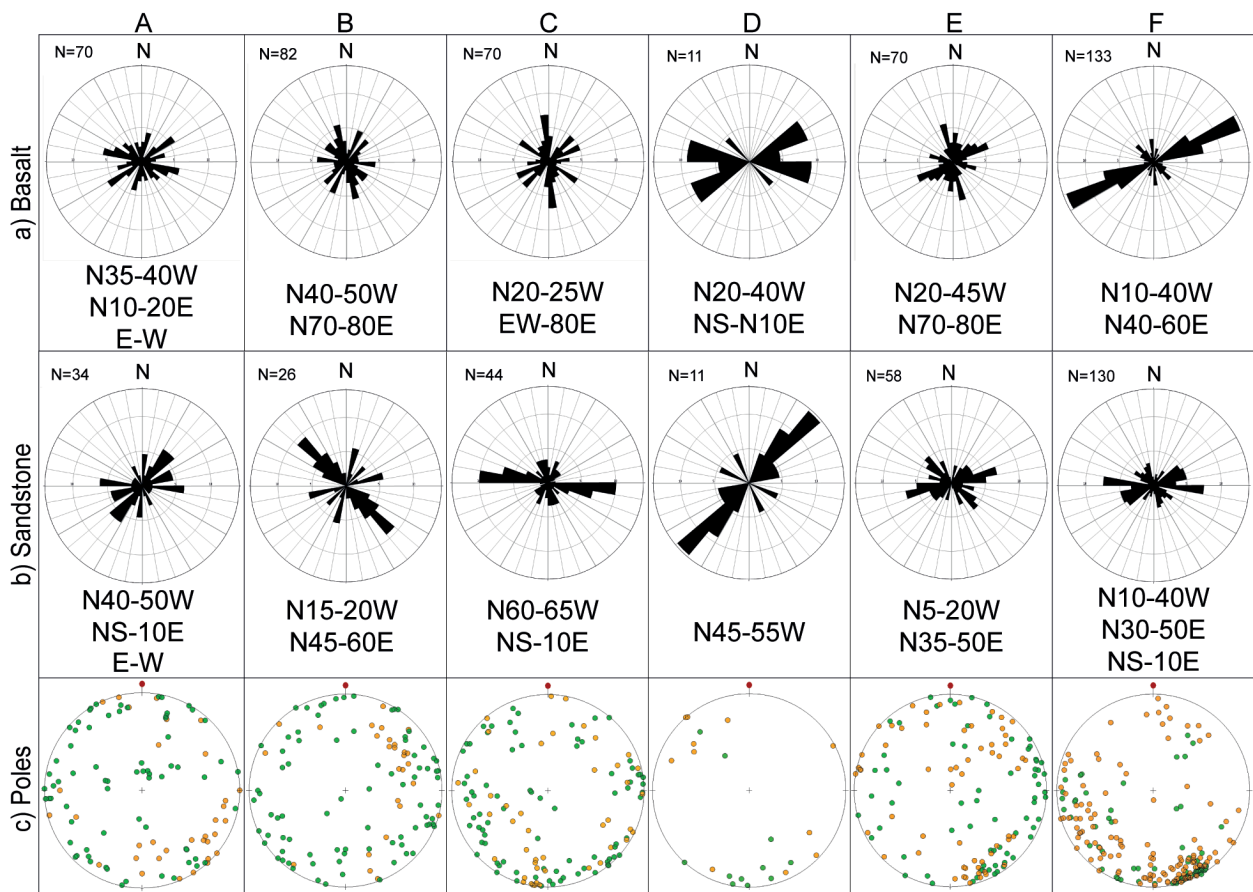 A B C D E F
a) Basalt
N=70 N=82 N=70 N=11 N=70 N=133
N N N N N N
N35-40W
N10-20E
E-W
N40-50W
N70-80E
N20-25W
EW-80E
N20-40W
NS-N10E
N20-45W
N70-80E
N10-40W
N40-60E
b) Sandstone
N=34 N=26 N=44 N=11 N=58 N=130
N N N N N N
N40-50W
NS-10E
E-W
N15-20W
N45-60E
N60-65W
NS-10E
N45-55W
N5-20W
N35-50E
N10-40W
N30-50E
NS-10E
c) Poles